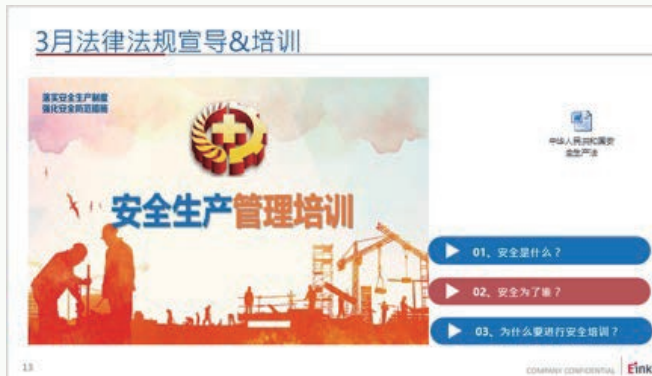 3月法律法规宣导&培训
落实安全生产制度
强化安全防范措施
安全生产管理培训
中华人民共和国安
全生产法
01、安全是什么？
02、安全为了谁？
03、为什么要进行安全培训？
13
COMPANY CONFIDENTIAL
Eink